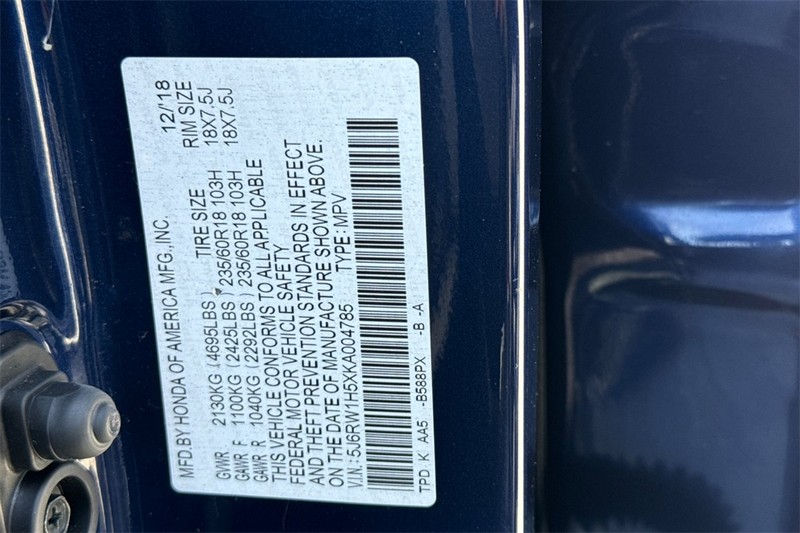 MFD.BY HONDA OF AMERICA MFG.,INC. 12/18
TIRE SIZE RIM SIZE
GVWR 2130KG (4695LBS)
GAWR F 1100KG (2425LBS) 235/60R18 103H 18X7.5J
GAWR R 1040KG (2292LBS) 235/60R18 103H 18X7.5J
THIS VEHICLE CONFORMS TO ALL APPLICABLE
FEDERAL MOTOR VEHICLE SAFETY
AND THEFT PREVENTION STANDARDS IN EFFECT
ON THE DATE OF MANUFACTURE SHOWN ABOVE.
V.I.N.:5J6RW1H5XKA004785 TYPE:MPV
TPD.K AA5 -B588PX -B -A